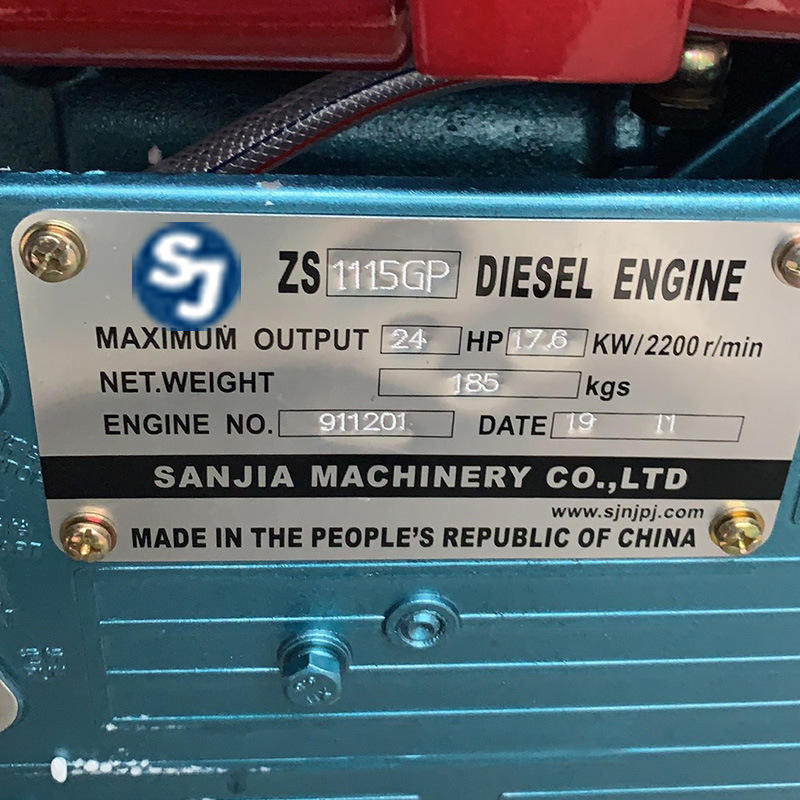 SJ
ZS 1115GP DIESEL ENGINE
MAXIMUM OUTPUT 24 HP 17.6 KW/2200 r/min
NET.WEIGHT 185 kgs
ENGINE NO. 911201 DATE 19 11
SANJIA MACHINERY CO.,LTD
www.sjnjpj.com
MADE IN THE PEOPLE'S REPUBLIC OF CHINA